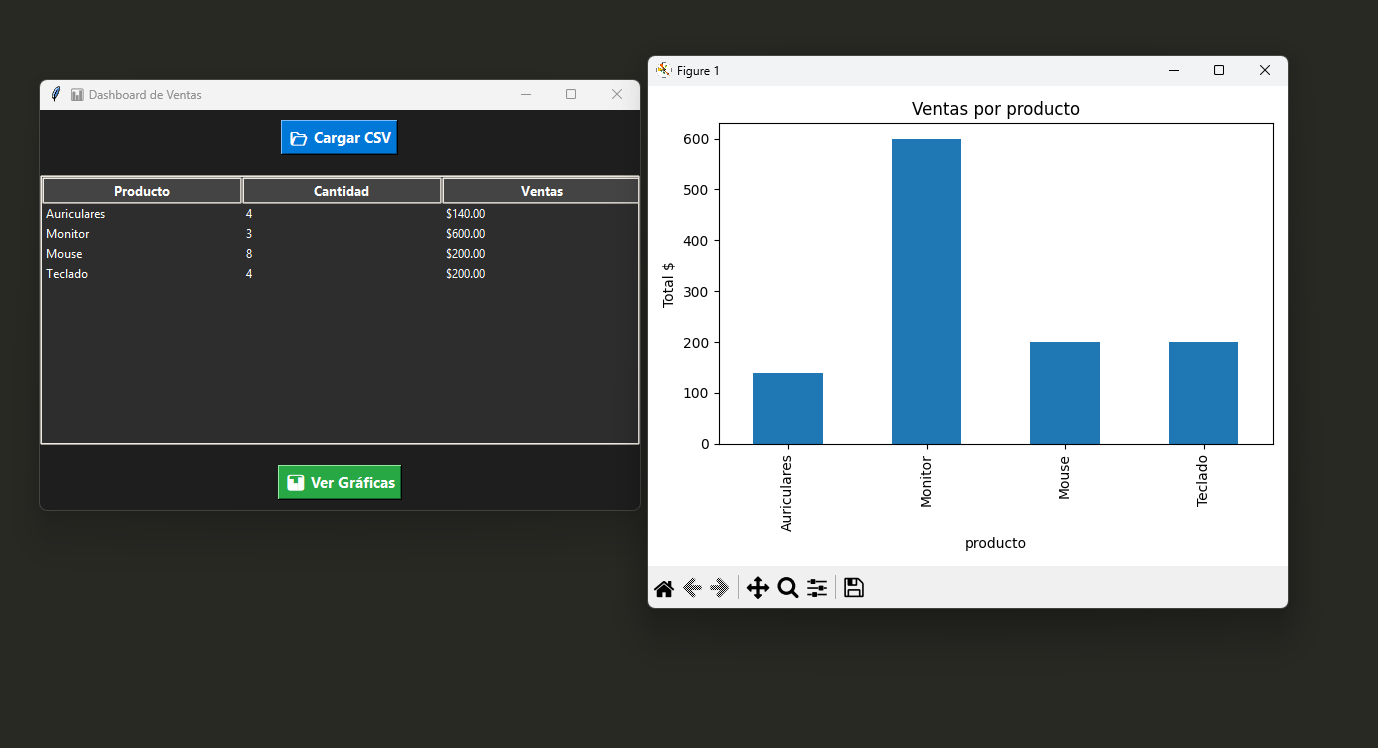 Dashboard de Ventas
Cargar CSV
Producto Cantidad Ventas
Auriculares 4 $140.00
Monitor 3 $600.00
Mouse 8 $200.00
Teclado 4 $200.00
Ver Gráficas
Figure 1
Ventas por producto
Total $
600
500
400
300
200
100
0
Auriculares
Monitor
Mouse
Teclado
producto